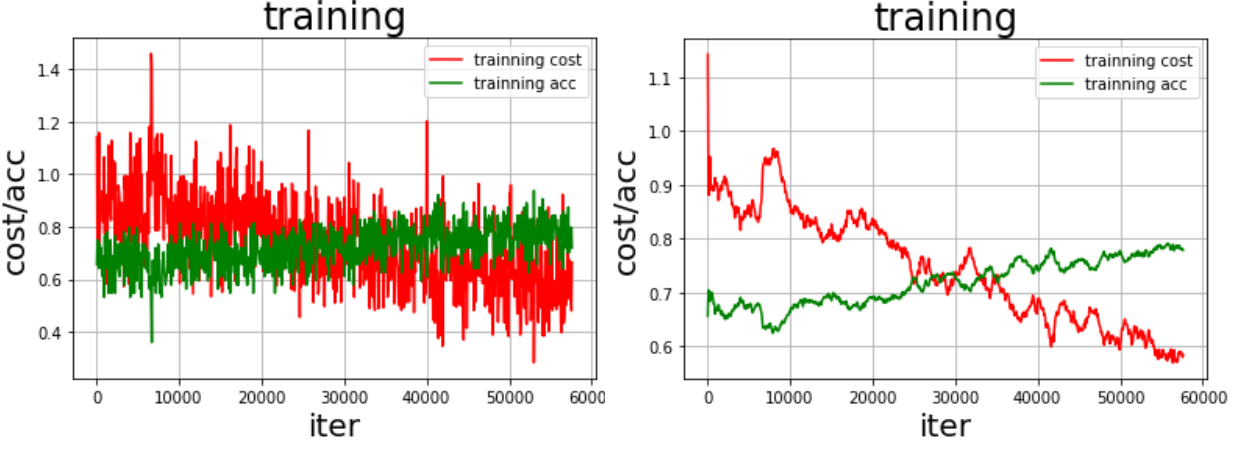 training
trainning cost
trainning acc
1.4
1.2
1.0
0.8
0.6
0.4
cost/acc
0 10000 20000 30000 40000 50000 6000
iter
training
trainning cost
trainning acc
1.1
1.0
0.9
0.8
0.7
0.6
cost/acc
0 10000 20000 30000 40000 50000 60000
iter